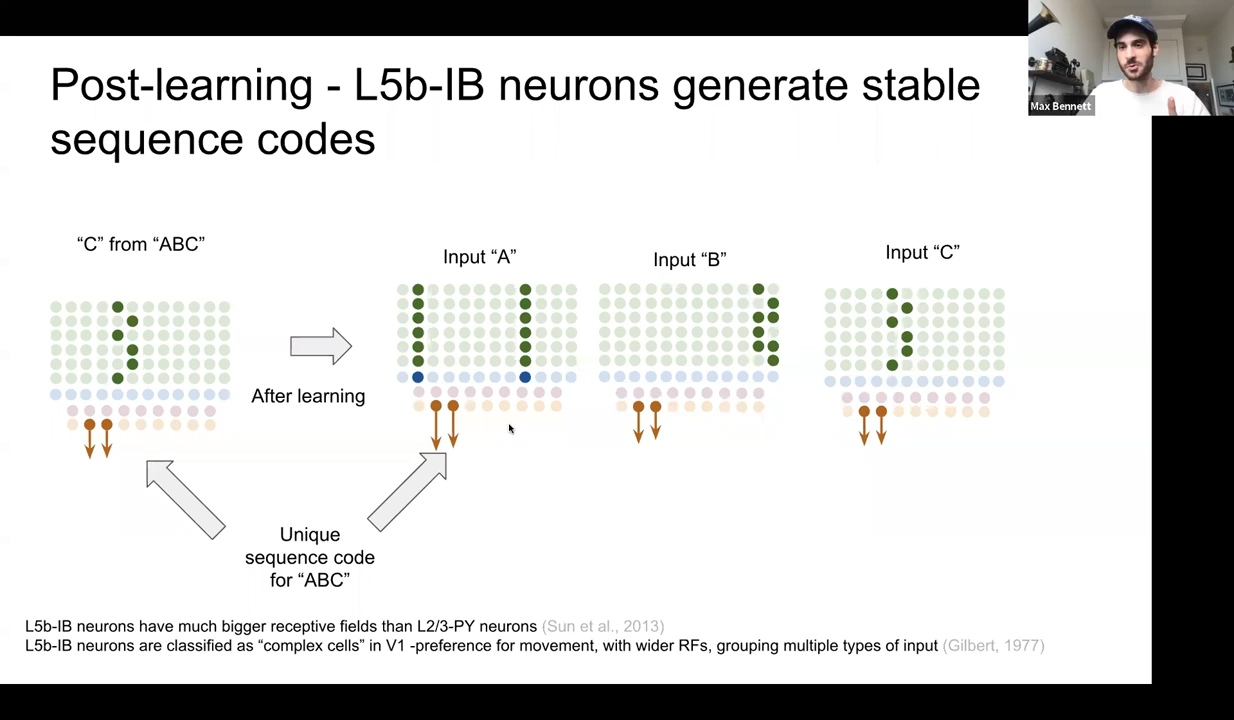 Post-learning - L5b-IB neurons generate stable
sequence codes
Max Bennett
“C” from “ABC”
Input “A”
Input “B”
Input “C”
After learning
Unique
sequence code
for “ABC”
L5b-IB neurons have much bigger receptive fields than L2/3-PY neurons (Sun et al., 2013)
L5b-IB neurons are classified as “complex cells” in V1 -preference for movement, with wider RFs, grouping multiple types of input (Gilbert, 1977)